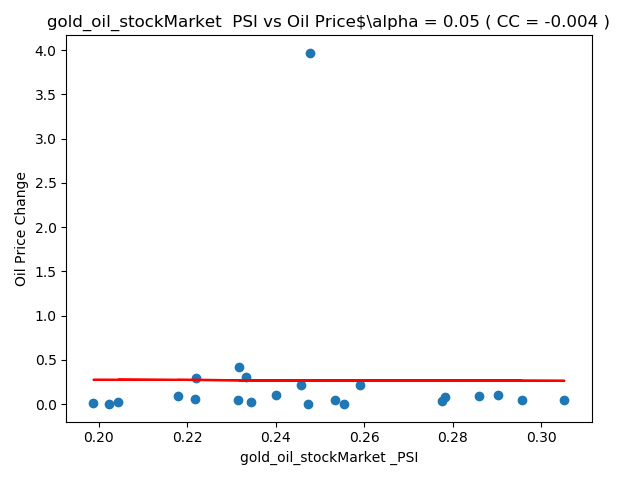 gold_oil_stockMarket  PSI vs Oil Price$\alpha = 0.05 ( CC = -0.004 )
4.0
3.5
3.0
2.5
2.0
1.5
1.0
0.5
0.0
Oil Price Change
0.20 0.22 0.24 0.26 0.28 0.30
gold_oil_stockMarket _PSI